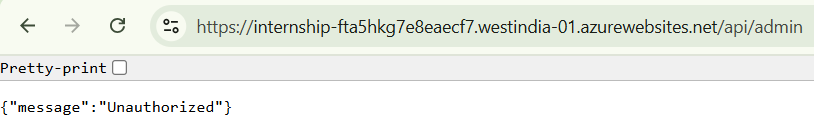 https://internship-fta5hkg7e8eaecf7.westindia-01.azurewebsites.net/api/admin
Pretty-print
{"message":"Unauthorized"}